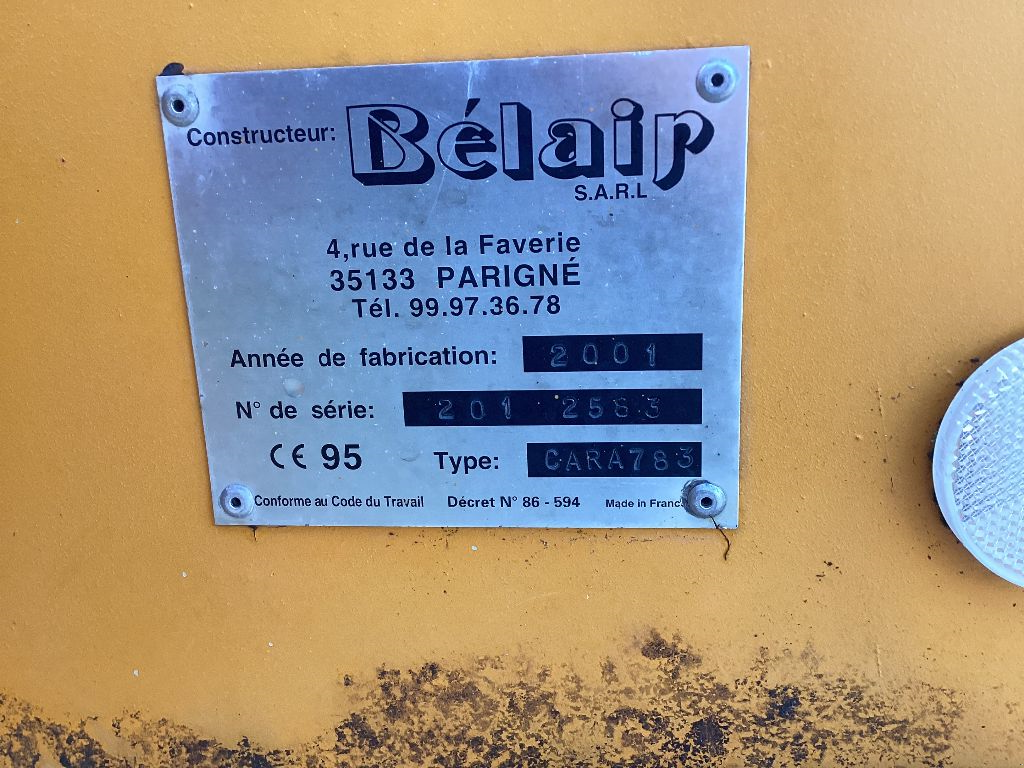 Constructeur: Bélair
S.A.R.L
4,rue de la Faverie
35133 PARIGNÉ
Tél. 99.97.36.78
Année de fabrication: 2001
N° de série: 201 2583
CE 95 Type: CARA783
Conforme au Code du Travail Décret N° 86 - 594 Made in Franc